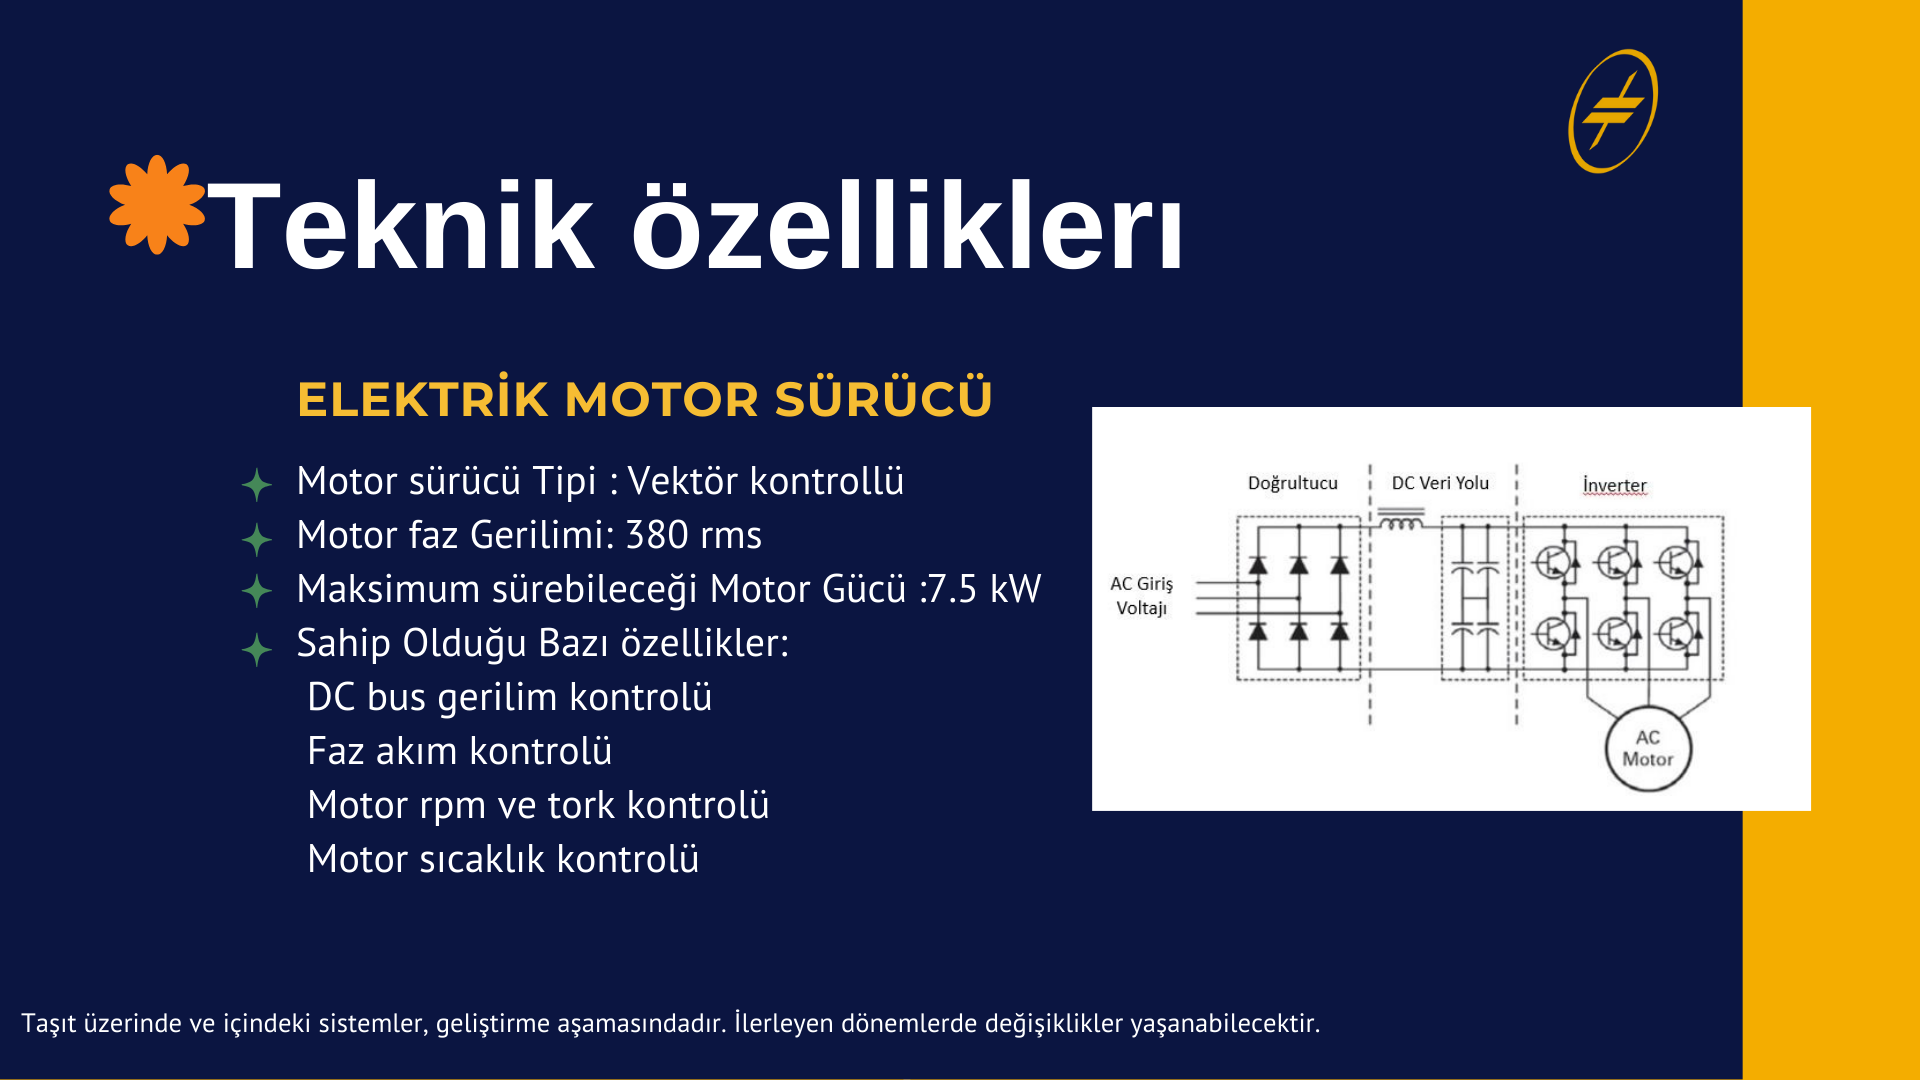 Teknik özelliklerı
ELEKTRİK MOTOR SÜRÜCÜ
Motor sürücü Tipi : Vektör kontrollü
Motor faz Gerilimi: 380 rms
Maksimum sürebileceği Motor Gücü :7.5 kW
Sahip Olduğu Bazı özellikler:
DC bus gerilim kontrolü
Faz akım kontrolü
Motor rpm ve tork kontrolü
Motor sıcaklık kontrolü
Doğrultucu
DC Veri Yolu
İnverter
AC Giriş
Voltajı
AC
Motor
Taşıt üzerinde ve içindeki sistemler, geliştirme aşamasındadır. İlerleyen dönemlerde değişiklikler yaşanabilecektir.